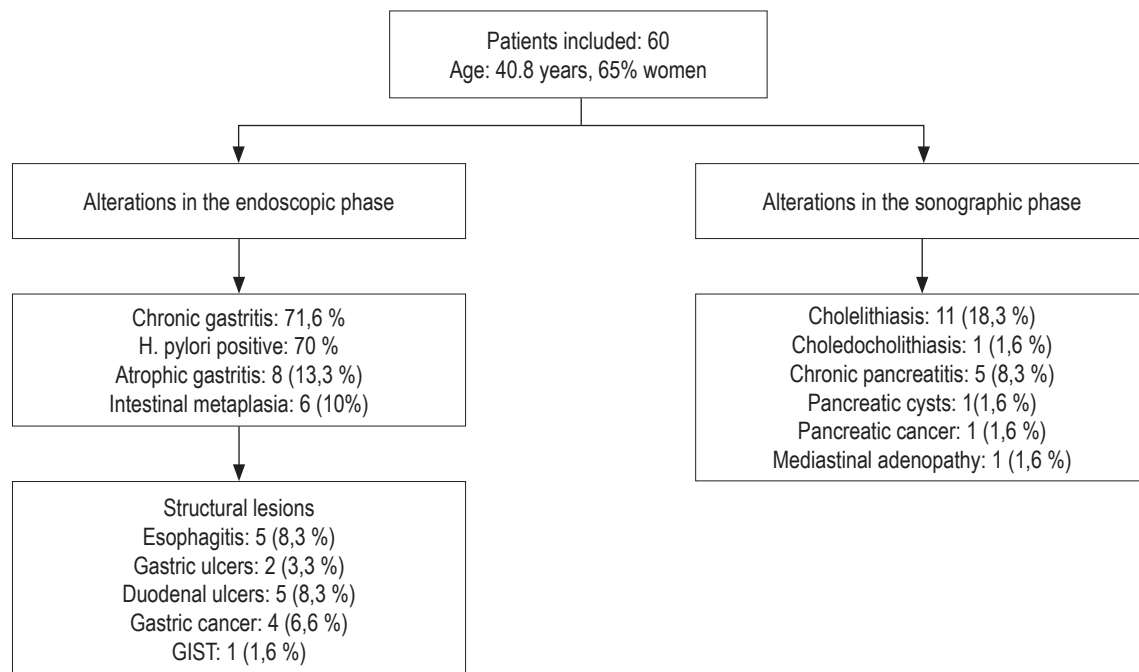 Patients included: 60
Age: 40.8 years, 65% women
Alterations in the endoscopic phase
Alterations in the sonographic phase
Chronic gastritis: 71,6 %
H. pylori positive: 70 %
Atrophic gastritis: 8 (13,3 %)
Intestinal metaplasia: 6 (10%)
Cholelithiasis: 11 (18,3 %)
Choledocholithiasis: 1 (1,6 %)
Chronic pancreatitis: 5 (8,3 %)
Pancreatic cysts: 1(1,6 %)
Pancreatic cancer: 1 (1,6 %)
Mediastinal adenopathy: 1 (1,6 %)
Structural lesions
Esophagitis: 5 (8,3 %)
Gastric ulcers: 2 (3,3 %)
Duodenal ulcers: 5 (8,3 %)
Gastric cancer: 4 (6,6 %)
GIST: 1 (1,6 %)